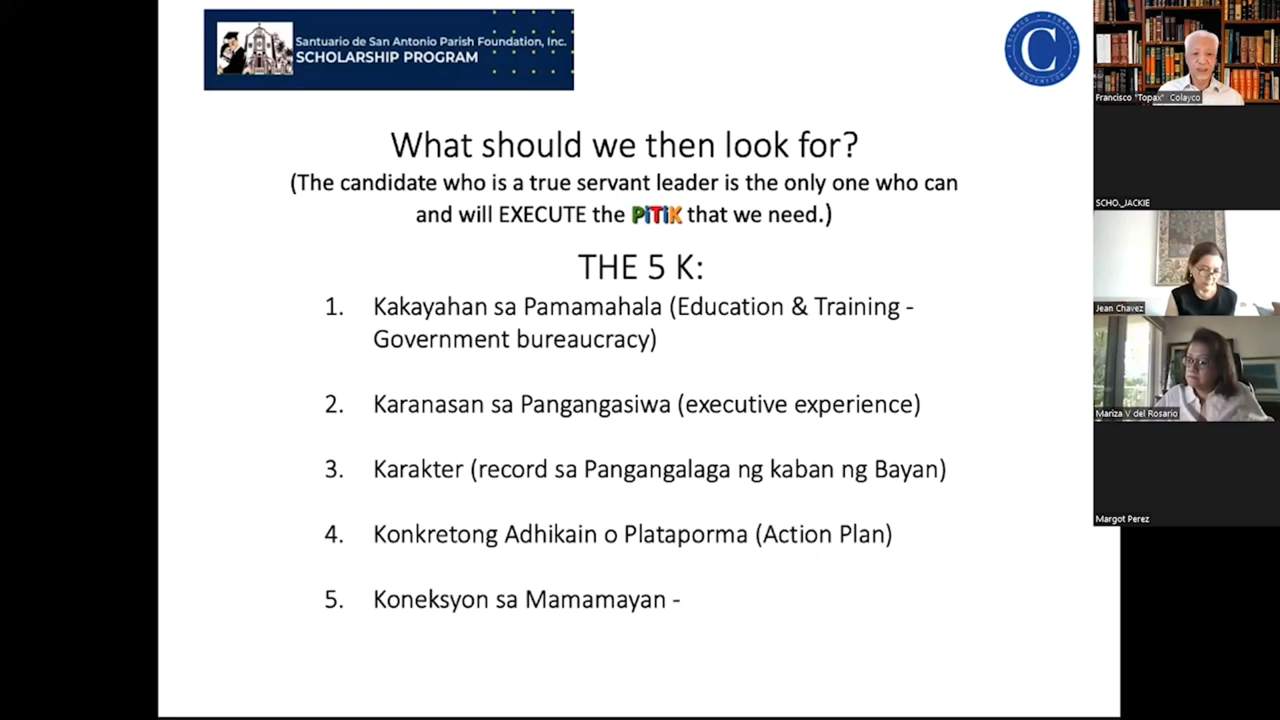 Santuario de San Antonio Parish Foundation, Inc.
SCHOLARSHIP PROGRAM
C
What should we then look for?
(The candidate who is a true servant leader is the only one who can
and will EXECUTE the PiTiK that we need.)
THE 5 K:
1. Kakayahan sa Pamamahala (Education & Training -
Government bureaucracy)
2. Karanasan sa Pangangasiwa (executive experience)
3. Karakter (record sa Pangangalaga ng kaban ng Bayan)
4. Konkretong Adhikain o Plataporma (Action Plan)
5. Koneksyon sa Mamamayan -
Francisco "Topax" Colayco
SCHO._JACKIE
Jean Chavez
Mariza V del Rosario
Margot Perez